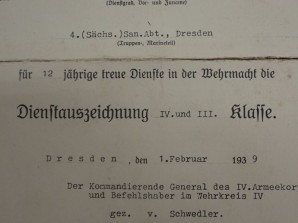 (Dienstgrad, Vor- und Zuname)
4.(Sächs.)San.Abt., Dresden
(Truppen-, Marineteil)
für 12 jährige treue Dienste in der Wehrmacht die
Dienstauszeichnung IV.und III. Klasse.
Dresden, den 1.Februar 1939
Der Kommandierende General des IV.Armeekor
und Befehlshaber im Wehrkreis IV
gez. v. Schwedler.